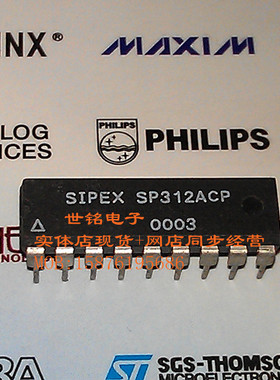 INX
MAXIM
LOG
PHILIPS
ICES
PHILIPS
SIPEX SP312ACP
世铭电子 0003
实体店现货+网店同步经营
SGS-THOMSON
MICROELECTRON